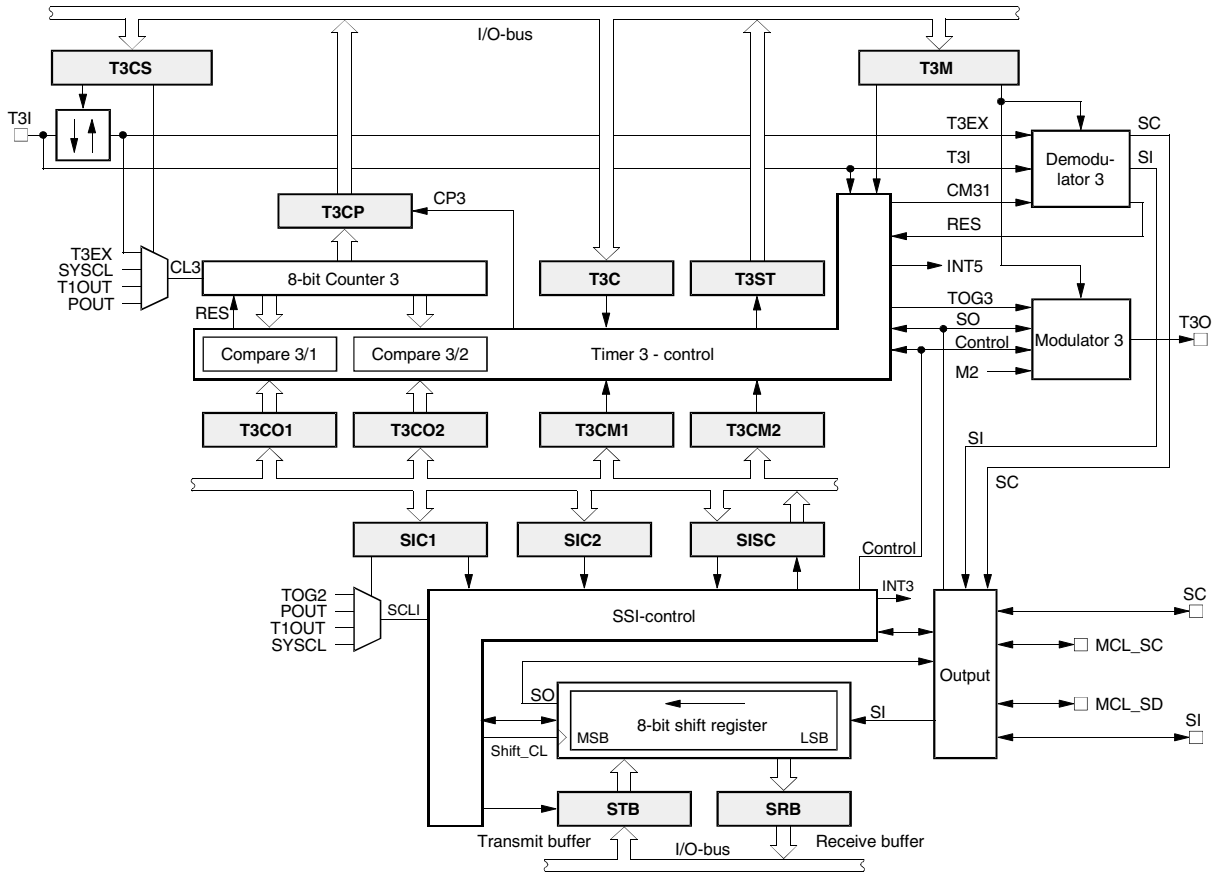 I/O-bus
T3CS
T3M
T3I
T3EX
SC
T3I
SI
Demodu-
lator 3
CM31
T3CP
CP3
RES
T3EX
SYSCL
T1OUT
POUT
CL3
8-bit Counter 3
T3C
T3ST
INT5
RES
TOG3
SO
Control
M2
Modulator 3
T3O
Compare 3/1
Compare 3/2
Timer 3 - control
T3CO1
T3CO2
T3CM1
T3CM2
SI
SC
SIC1
SIC2
SISC
Control
TOG2
POUT
T1OUT
SYSCL
SCLI
SSI-control
INT3
SC
MCL_SC
Output
SO
8-bit shift register
MSB
LSB
SI
MCL_SD
SI
Shift_CL
STB
SRB
Transmit buffer
I/O-bus
Receive buffer